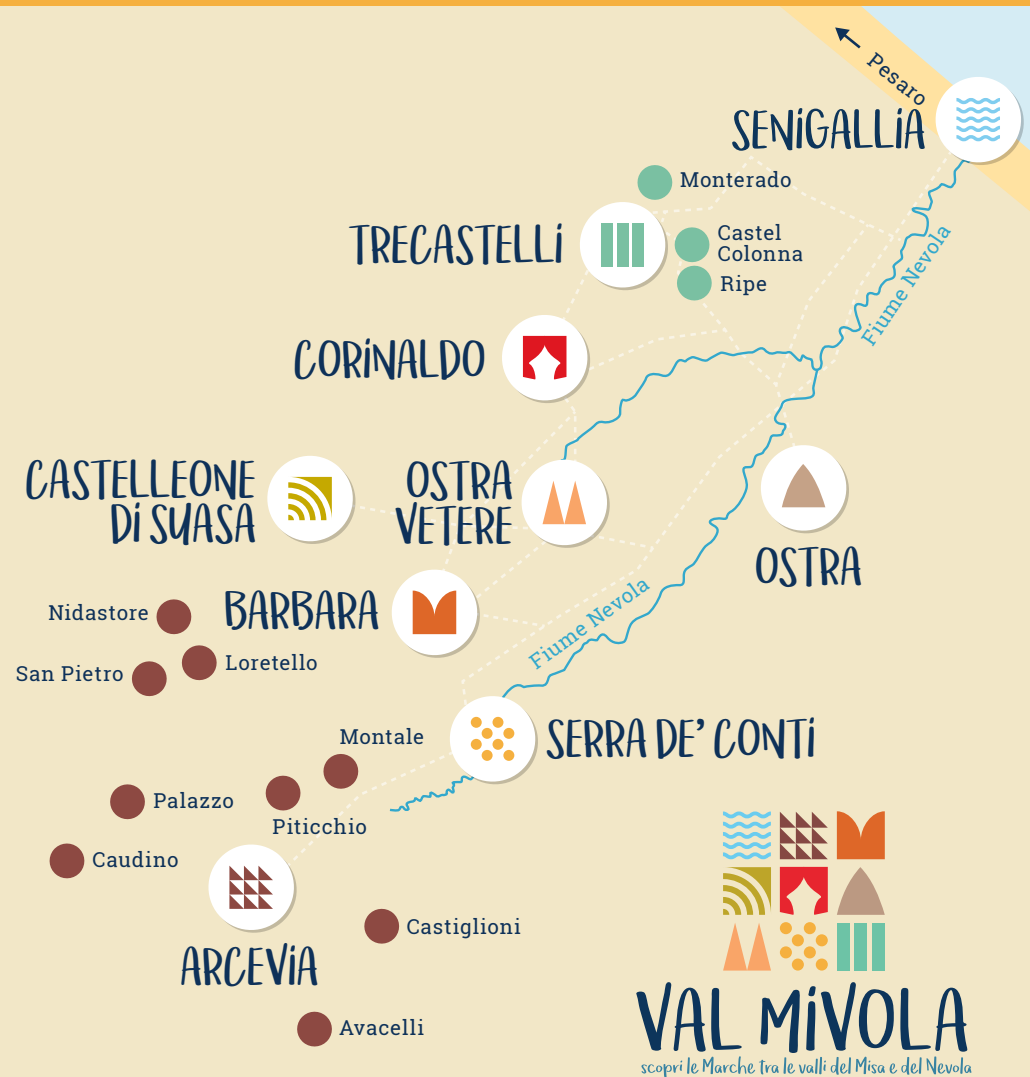 Pesaro
SENiGALLiA
Monterado
TRECASTELLi
Castel
Colonna
Ripe
Fiume Nevola
CORiNALDO
CASTELLEONE
Di SUASA
OSTRA
VETERE
OSTRA
BARBARA
Fiume Nevola
Nidastore
Loretello
San Pietro
SERRA DE' CONTi
Montale
Palazzo
Piticchio
Caudino
ARCEViA
Castiglioni
Avacelli
VAL MiVOLA
scopri le Marche tra le valli del Misa e del Nevola